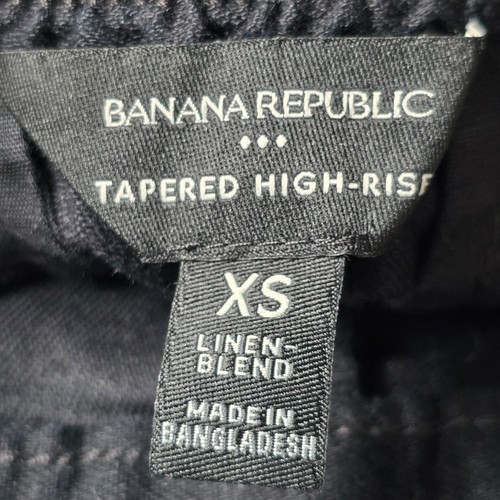 BANANA REPUBLIC
TAPERED HIGH-RISE
XS
LINEN-
BLEND
MADE IN
BANGLADESH